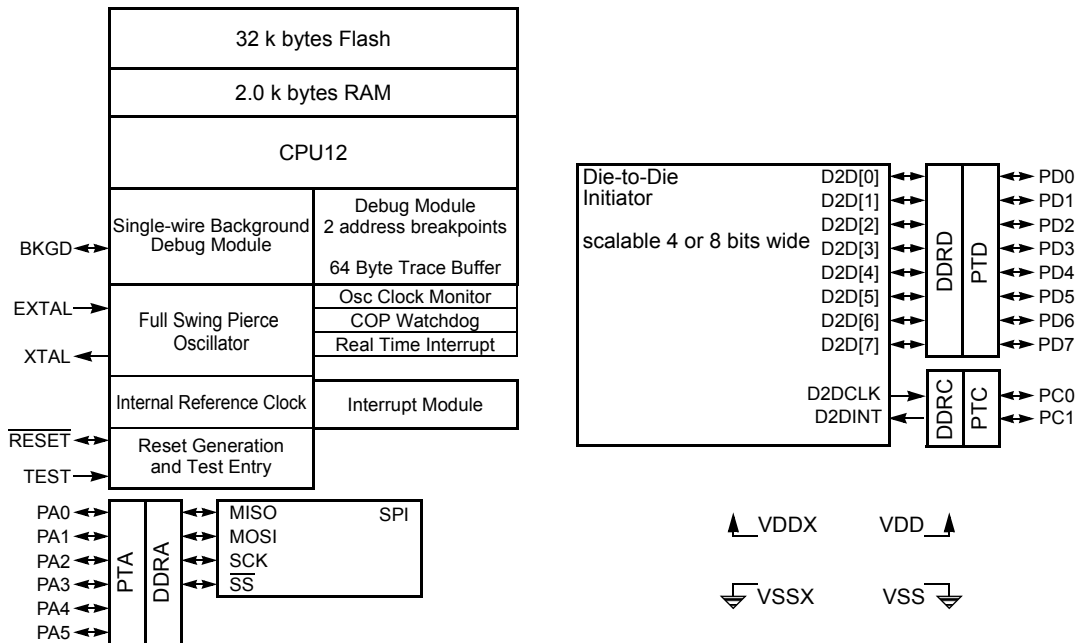 32 k bytes Flash
2.0 k bytes RAM
CPU12
Single-wire Background
Debug Module
Debug Module
2 address breakpoints
64 Byte Trace Buffer
BKGD
EXTAL
XTAL
Full Swing Pierce
Oscillator
Osc Clock Monitor
COP Watchdog
Real Time Interrupt
Internal Reference Clock
Interrupt Module
RESET
TEST
Reset Generation
and Test Entry
PA0
PA1
PA2
PA3
PA4
PA5
PTA
DDRA
MISO
MOSI
SCK
SS
SPI
Die-to-Die
Initiator
scalable 4 or 8 bits wide
D2D[0]
D2D[1]
D2D[2]
D2D[3]
D2D[4]
D2D[5]
D2D[6]
D2D[7]
DDRD
PTD
PD0
PD1
PD2
PD3
PD4
PD5
PD6
PD7
D2DCLK
D2DINT
DDRC
PTC
PC0
PC1
VDDX
VDD
VSSX
VSS